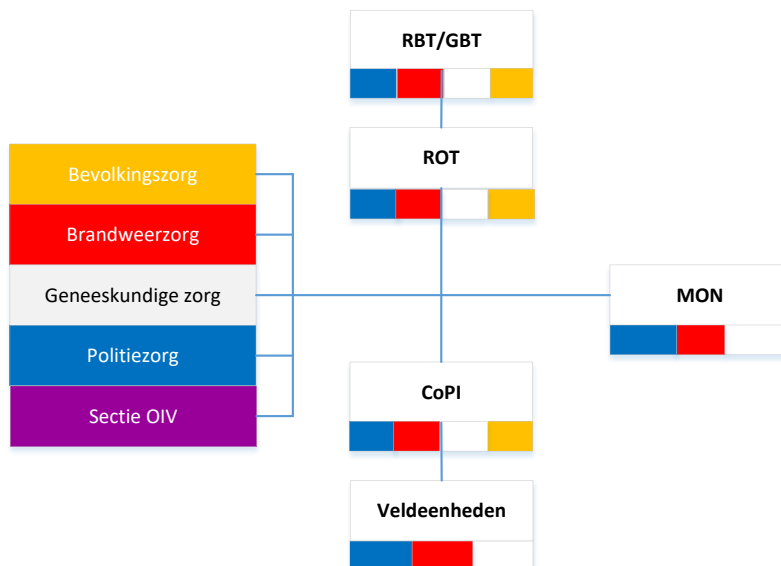 RBT/GBT
ROT
Bevolkingszorg
Brandweerzorg
Geneeskundige zorg
Politiezorg
Sectie OIV
MON
CoPI
Veldeenheden